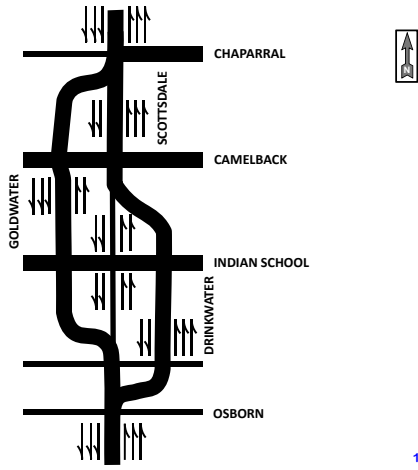 CHAPARRAL
SCOTTSDALE
CAMELBACK
GOLDWATER
INDIAN SCHOOL
DRINKWATER
OSBORN
N
1